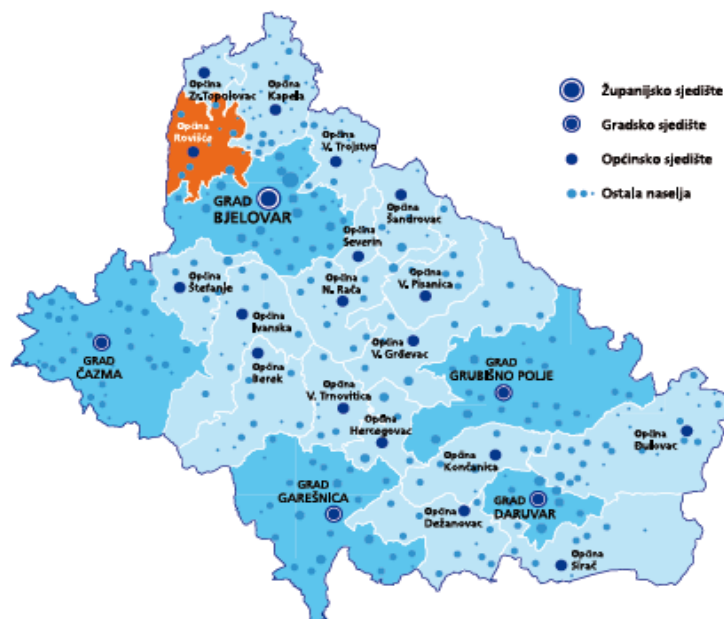 Općina
Zr.Topolovac
Općina
Kapela
Općina
Rovišće
Općina
V. Trojstvo
GRAD
BJELOVAR
Općina
Šandrovac
Općina
Severin
Općina
Štefanje
Općina
N. Rača
Općina
V. Pisanica
Općina
Ivanska
GRAD
ČAZMA
Općina
Berek
Općina
V. Grđevac
GRAD
GRUBIŠNO POLJE
Općina
V. Trnovitica
Općina
Hercegovac
Općina
Đulovac
Općina
Končanica
GRAD
GAREŠNICA
GRAD
DARUVAR
Općina
Dežanovac
Općina
Sirač
Županijsko sjedište
Gradsko sjedište
Općinsko sjedište
Ostala naselja